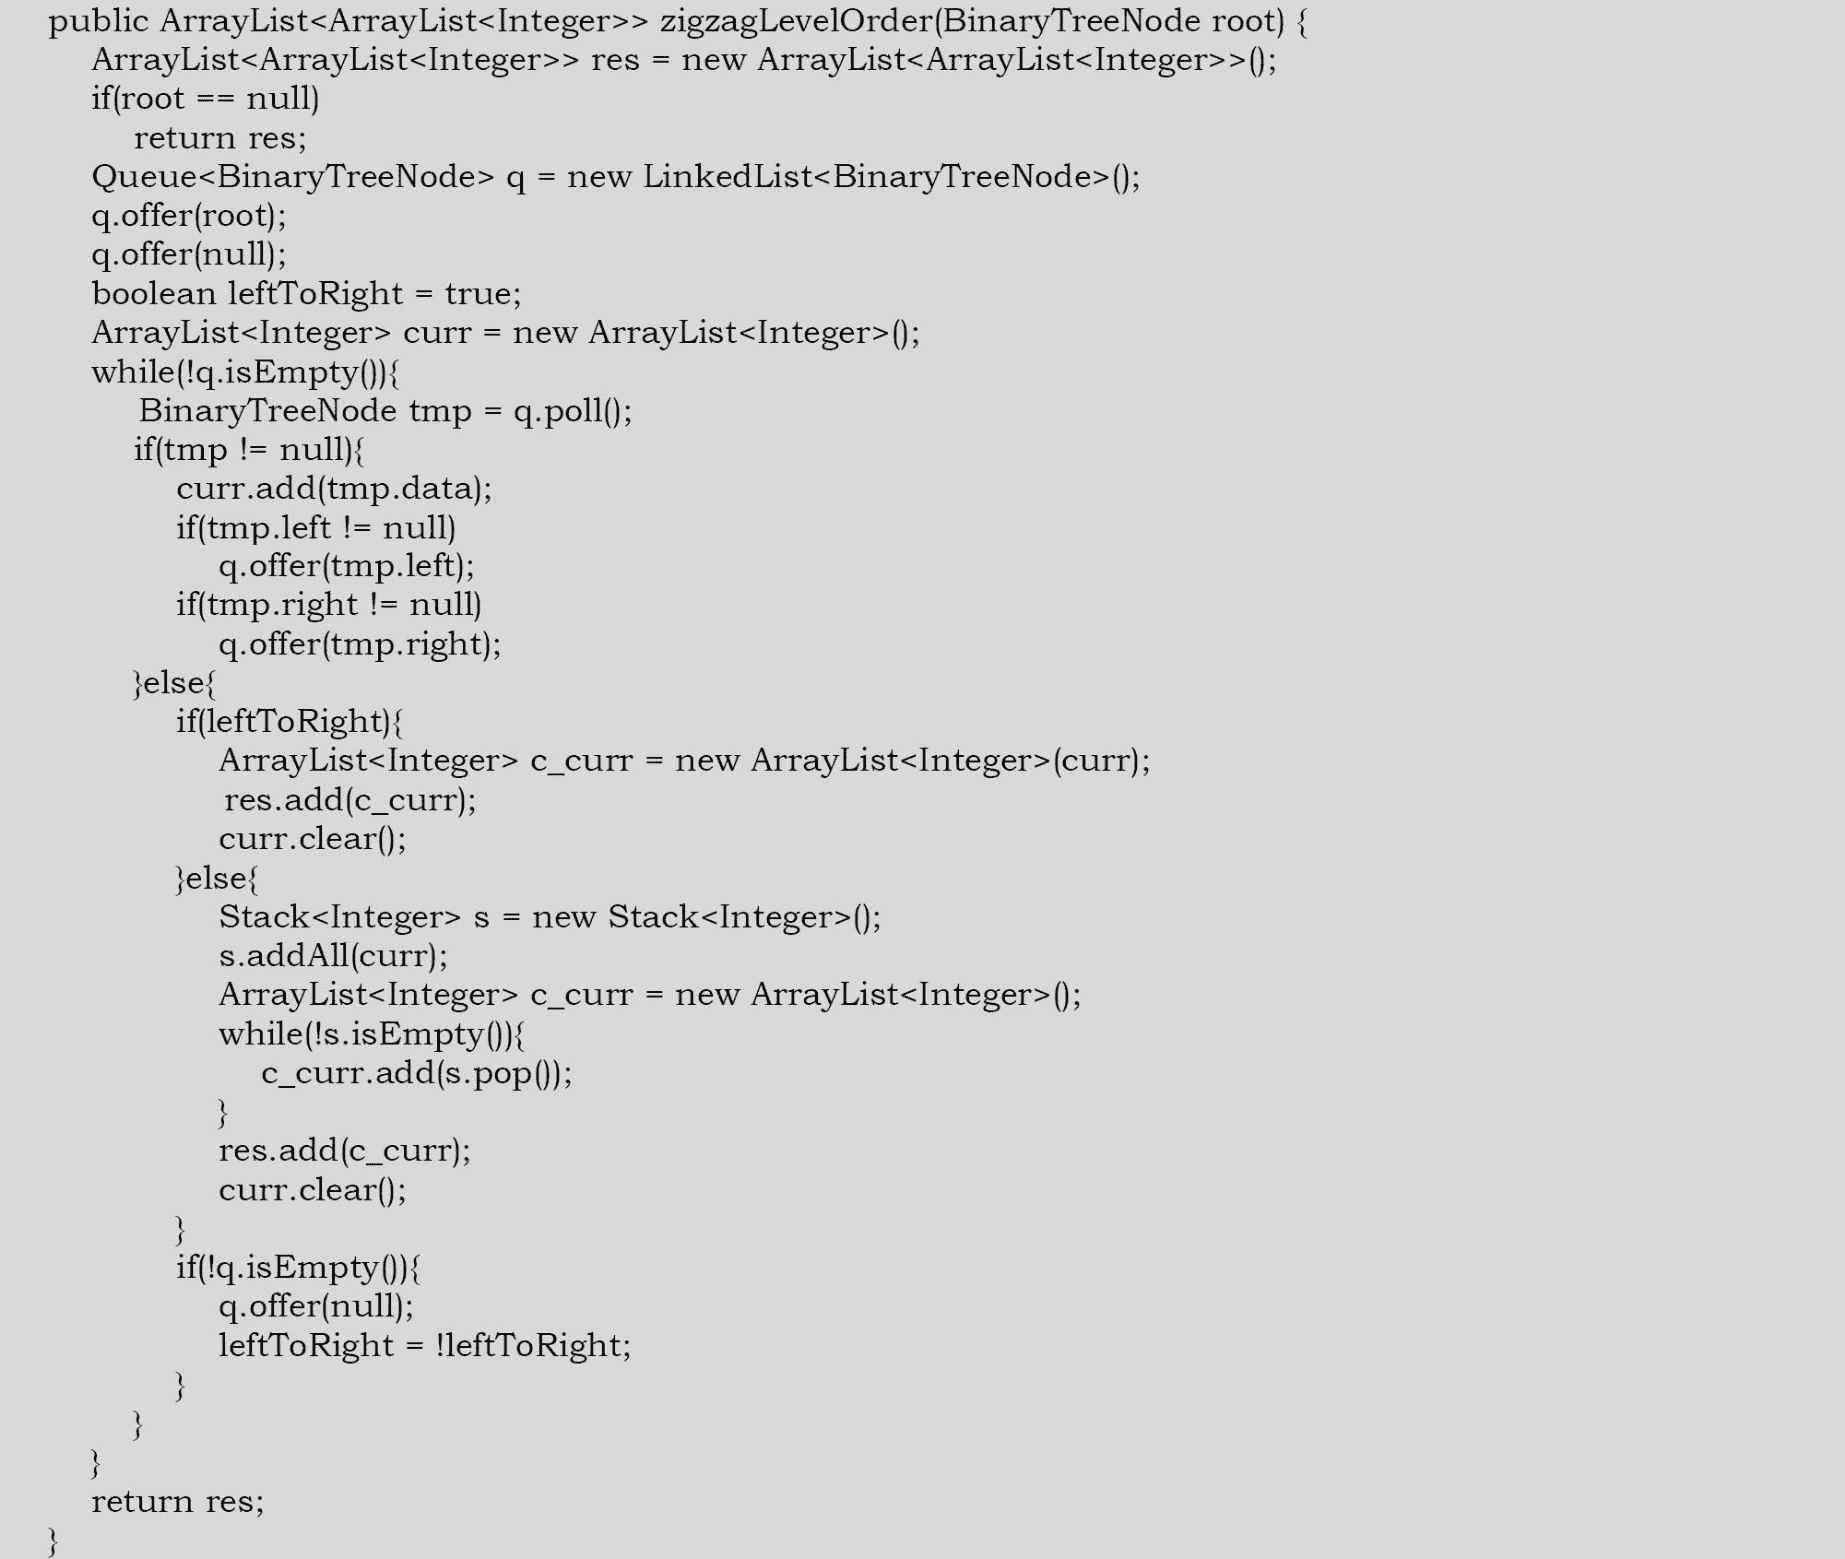 public ArrayList<ArrayList<Integer>> zigzagLevelOrder(BinaryTreeNode root) {
ArrayList<ArrayList<Integer>> res = new ArrayList<ArrayList<Integer>>();
if(root == null)
return res;
Queue<BinaryTreeNode> q = new LinkedList<BinaryTreeNode>();
q.offer(root);
q.offer(null);
boolean leftToRight = true;
ArrayList<Integer> curr = new ArrayList<Integer>();
while(!q.isEmpty()){
BinaryTreeNode tmp = q.poll();
if(tmp != null){
curr.add(tmp.data);
if(tmp.left != null)
q.offer(tmp.left);
if(tmp.right != null)
q.offer(tmp.right);
}else{
if(leftToRight){
ArrayList<Integer> c_curr = new ArrayList<Integer>(curr);
res.add(c_curr);
curr.clear();
}else{
Stack<Integer> s = new Stack<Integer>();
s.addAll(curr);
ArrayList<Integer> c_curr = new ArrayList<Integer>();
while(!s.isEmpty()){
c_curr.add(s.pop());
}
res.add(c_curr);
curr.clear();
}
if(!q.isEmpty()){
q.offer(null);
leftToRight = !leftToRight;
}
}
}
return res;
}